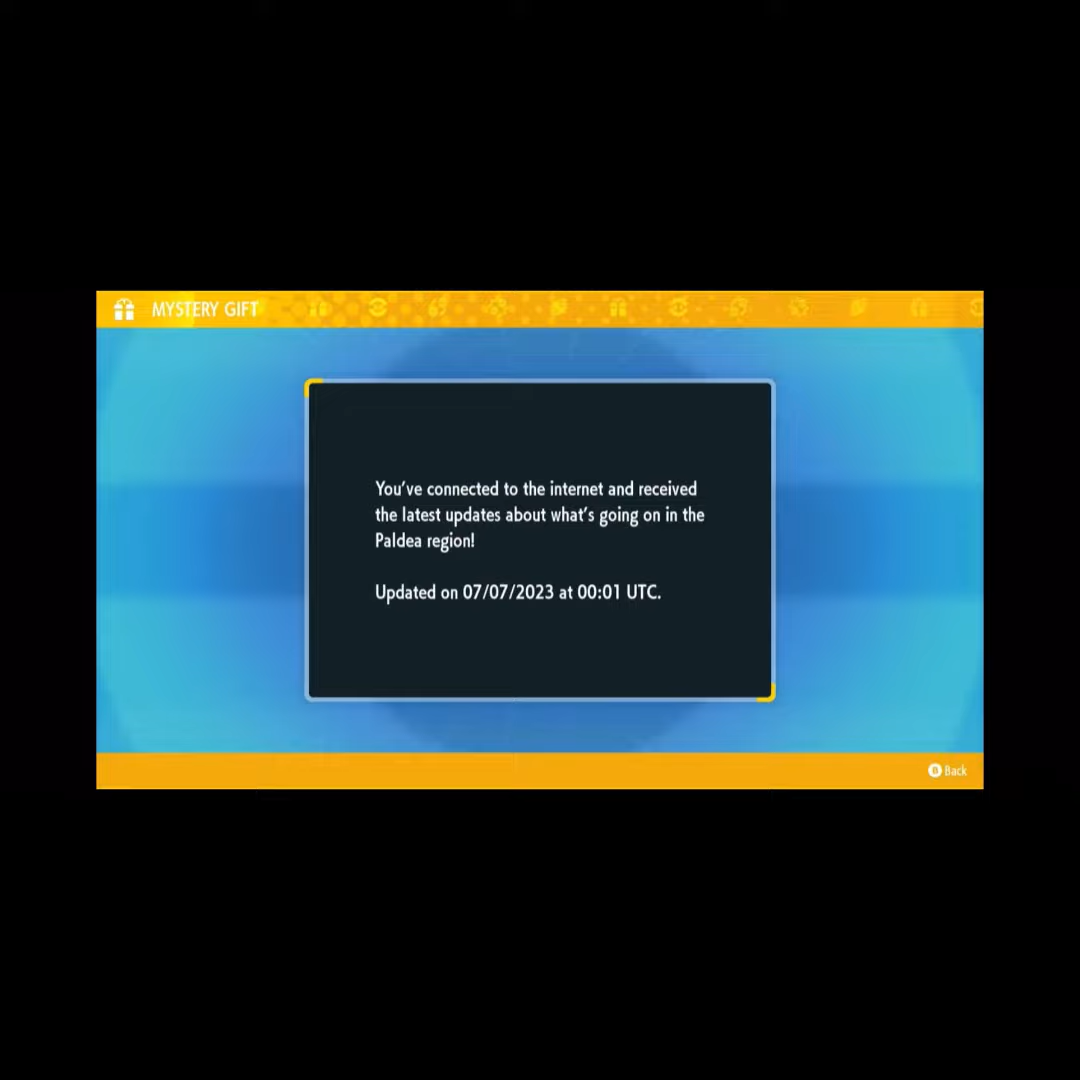 MYSTERY GIFT
You've connected to the internet and received
the latest updates about what's going on in the
Paldea region!
Updated on 07/07/2023 at 00:01 UTC.
B Back